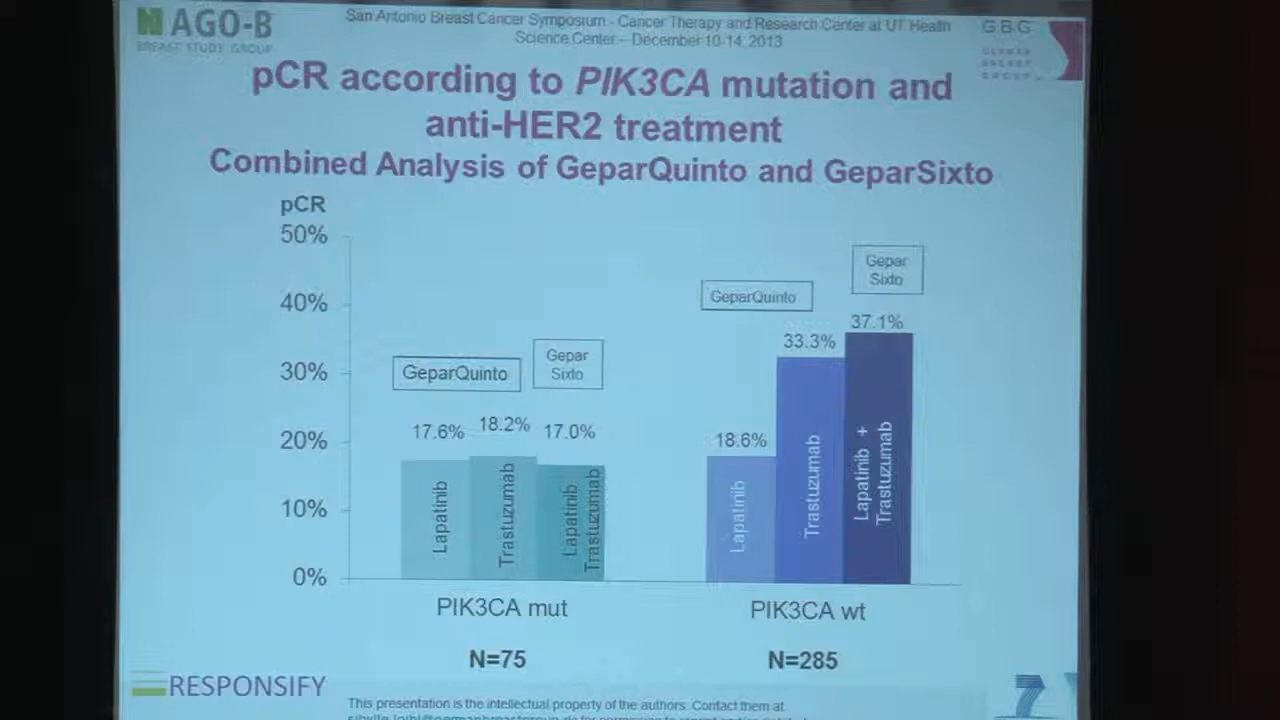 AGO-B
BREAST STUDY GROUP
San Antonio Breast Cancer Symposium - Cancer Therapy and Research Center at UT Health
Science Center – December 10-14, 2013
GBG
GERMAN
BREAST
GROUP
pCR according to PIK3CA mutation and
anti-HER2 treatment
Combined Analysis of GeparQuinto and GeparSixto
pCR
50%
40%
30%
20%
10%
0%
GeparQuinto
Gepar
Sixto
17.6%
18.2%
17.0%
Lapatinib
Trastuzumab
Lapatinib
Trastuzumab
PIK3CA mut
N=75
GeparQuinto
Gepar
Sixto
18.6%
33.3%
37.1%
Lapatinib
Trastuzumab
Lapatinib +
Trastuzumab
PIK3CA wt
N=285
RESPONSIFY
7
This presentation is the intellectual property of the authors. Contact them at